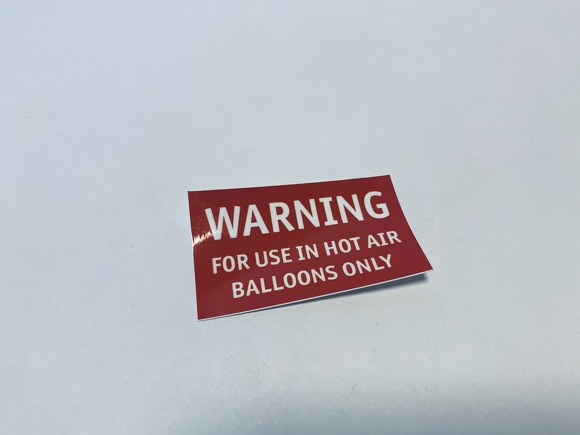 WARNING
FOR USE IN HOT AIR
BALLOONS ONLY